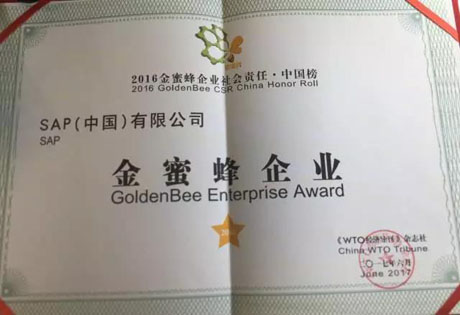 2016金蜜蜂企业社会责任·中国榜
2016 GoldenBee CSR China Honor Roll
SAP(中国)有限公司
SAP
金蜜蜂企业
GoldenBee Enterprise Award
《WTO经济导刊》杂志社
China WTO Tribune
二〇一七年六月
June 2017